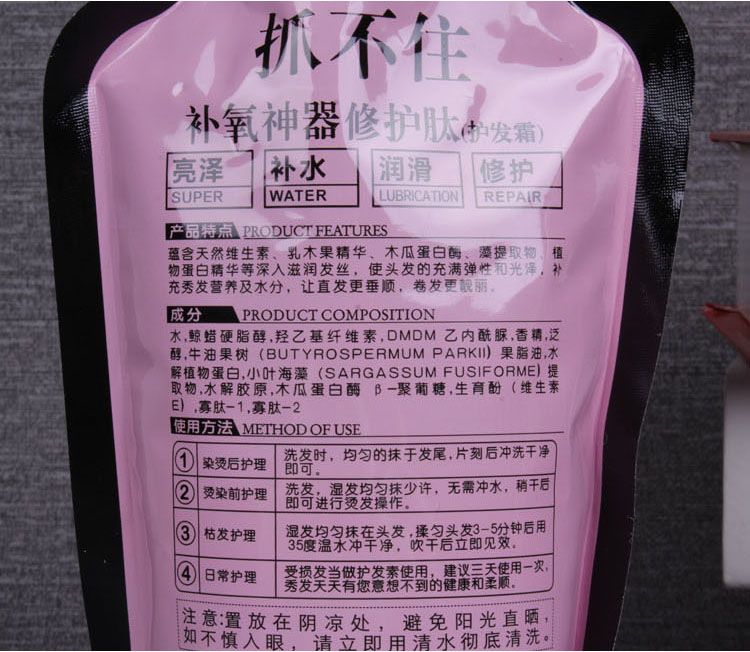 抓不住
补氧神器修护肽(护发霜)
亮泽 补水 润滑 修护
SUPER WATER LUBRICATION REPAIR
产品特点 PRODUCT FEATURES
蕴含天然维生素、乳木果精华、木瓜蛋白酶、藻提取物、植
物蛋白精华等深入滋润发丝，使头发的充满弹性和光泽，补
充秀发营养及水分，让直发更垂顺，卷发更靓丽。
成分 PRODUCT COMPOSITION
水,鲸蜡硬脂醇,羟乙基纤维素,DMDM 乙内酰脲,香精,泛
醇,牛油果树（BUTYROSPERMUM PARKII）果脂油,水
解植物蛋白,小叶海藻（SARGASSUM FUSIFORME)提
取物,水解胶原,木瓜蛋白酶 β-聚葡糖,生育酚（维生素
E）,寡肽-1,寡肽-2
使用方法 METHOD OF USE
① 染烫后护理 洗发时，均匀的抹于发尾,片刻后冲洗干净
即可。
② 烫染前护理 洗发，湿发均匀抹少许，无需冲水，稍干后
即可进行烫发操作。
③ 枯发护理 湿发均匀抹在头发，揉匀头发3-5分钟后用
35度温水冲干净，吹干后立即见效。
④ 日常护理 受损发当做护发素使用，建议三天使用一次，
秀发天天有您意想不到的健康和柔顺。
注意:置放在阴凉处，避免阳光直晒，
如不慎入眼，请立即用清水彻底清洗。